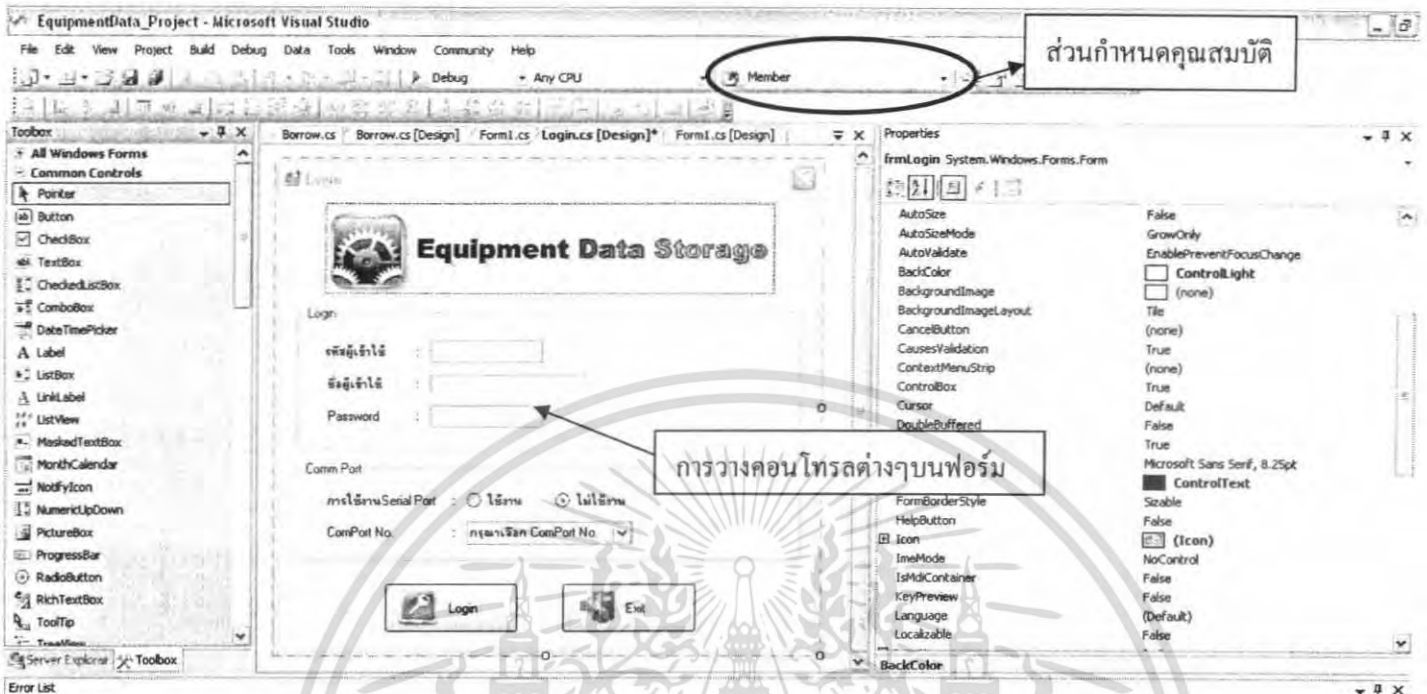 EquipmentData_Project - Microsoft Visual Studio
File Edit View Project Build Debug Data Tools Window Community Help
Debug Any CPU Member
ส่วนกำหนดคุณสมบัติ
Toolbox
All Windows Forms
Common Controls
Pointer
Button
CheckBox
TextBox
CheckedListBox
ComboBox
DateTimePicker
Label
ListBox
LinkLabel
ListView
MaskedTextBox
MonthCalendar
NotifyIcon
NumericUpDown
PictureBox
ProgressBar
RadioButton
RichTextBox
ToolTip
TreeView
Server Explorer Toolbox
Error List
Borrow.cs Borrow.cs [Design] Form1.cs Login.cs [Design]* Form1.cs [Design]
Login
Equipment Data Storage
Login
รหัสผู้เข้าใช้ :
ชื่อผู้เข้าใช้ :
Password :
การวางคอนโทรลต่างๆบนฟอร์ม
Comm Port
การใช้งาน Serial Port : ใช้งาน ไม่ใช้งาน
ComPort No. : กรุณาเลือก ComPort No.
Login Exit
Properties
frmLogin System.Windows.Forms.Form
AutoSize False
AutoSizeMode GrowOnly
AutoValidate EnablePreventFocusChange
BackColor ControlLight
BackgroundImage (none)
BackgroundImageLayout Tile
CancelButton (none)
CausesValidation True
ContextMenuStrip (none)
ControlBox True
Cursor Default
DoubleBuffered False
True
Microsoft Sans Serif, 8.25pt
ControlText
FormBorderStyle Sizable
HelpButton False
Icon (Icon)
ImeMode NoControl
IsMdiContainer False
KeyPreview False
Language (Default)
Localizable False
BackColor